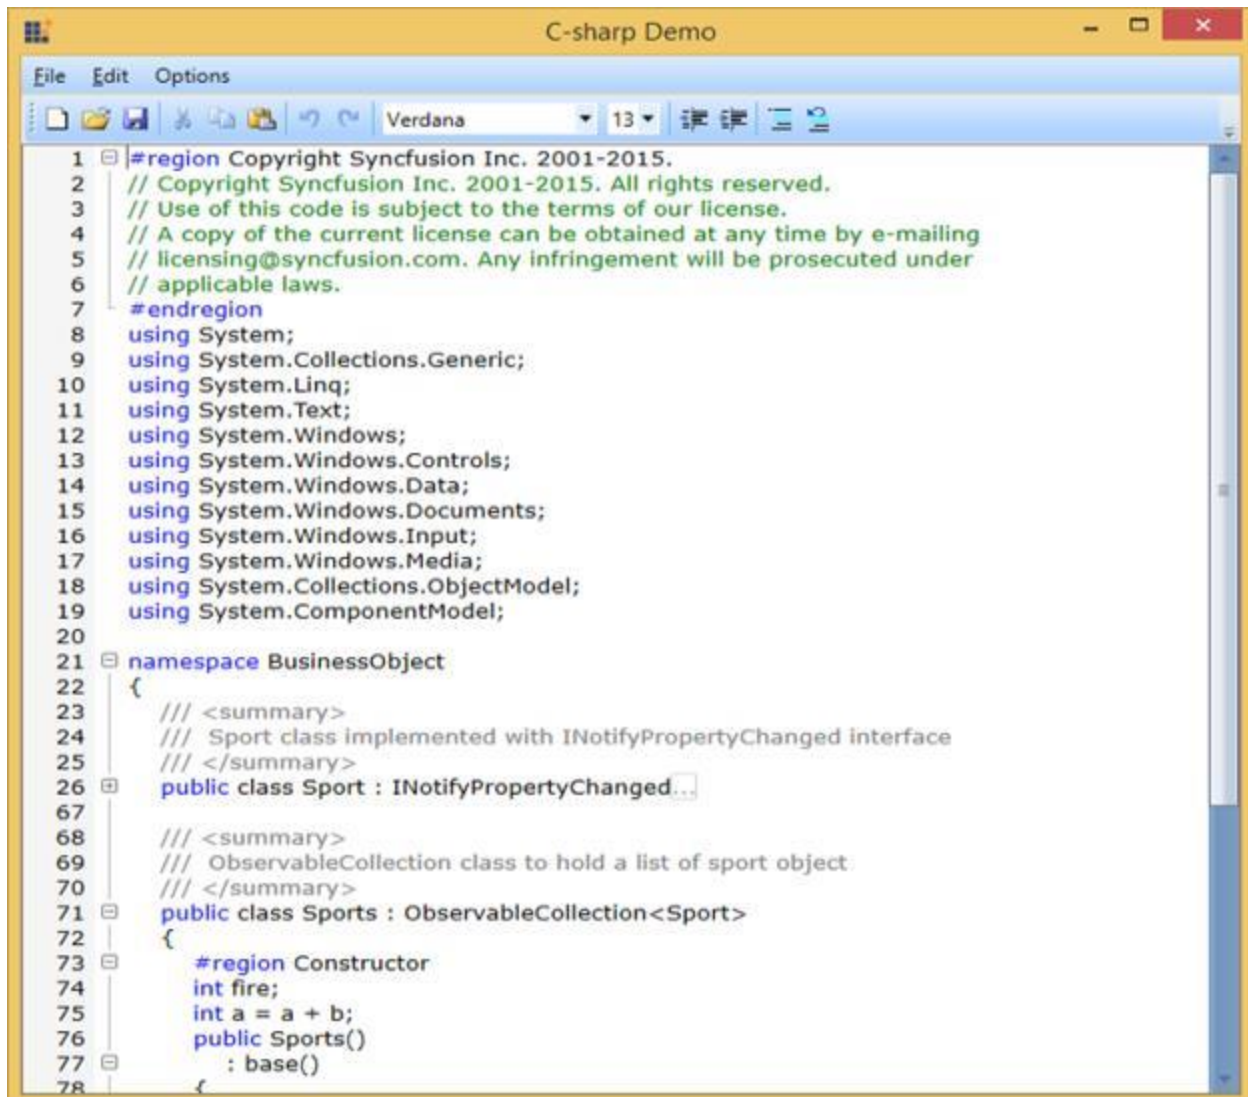 C-sharp Demo
File Edit Options
Verdana 13
1 #region Copyright Syncfusion Inc. 2001-2015.
2 // Copyright Syncfusion Inc. 2001-2015. All rights reserved.
3 // Use of this code is subject to the terms of our license.
4 // A copy of the current license can be obtained at any time by e-mailing
5 // licensing@syncfusion.com. Any infringement will be prosecuted under
6 // applicable laws.
7 #endregion
8 using System;
9 using System.Collections.Generic;
10 using System.Linq;
11 using System.Text;
12 using System.Windows;
13 using System.Windows.Controls;
14 using System.Windows.Data;
15 using System.Windows.Documents;
16 using System.Windows.Input;
17 using System.Windows.Media;
18 using System.Collections.ObjectModel;
19 using System.ComponentModel;
20
21 namespace BusinessObject
22 {
23 /// <summary>
24 /// Sport class implemented with INotifyPropertyChanged interface
25 /// </summary>
26 public class Sport : INotifyPropertyChanged...
67
68 /// <summary>
69 /// ObservableCollection class to hold a list of sport object
70 /// </summary>
71 public class Sports : ObservableCollection<Sport>
72 {
73 #region Constructor
74 int fire;
75 int a = a + b;
76 public Sports()
77 : base()
78 {